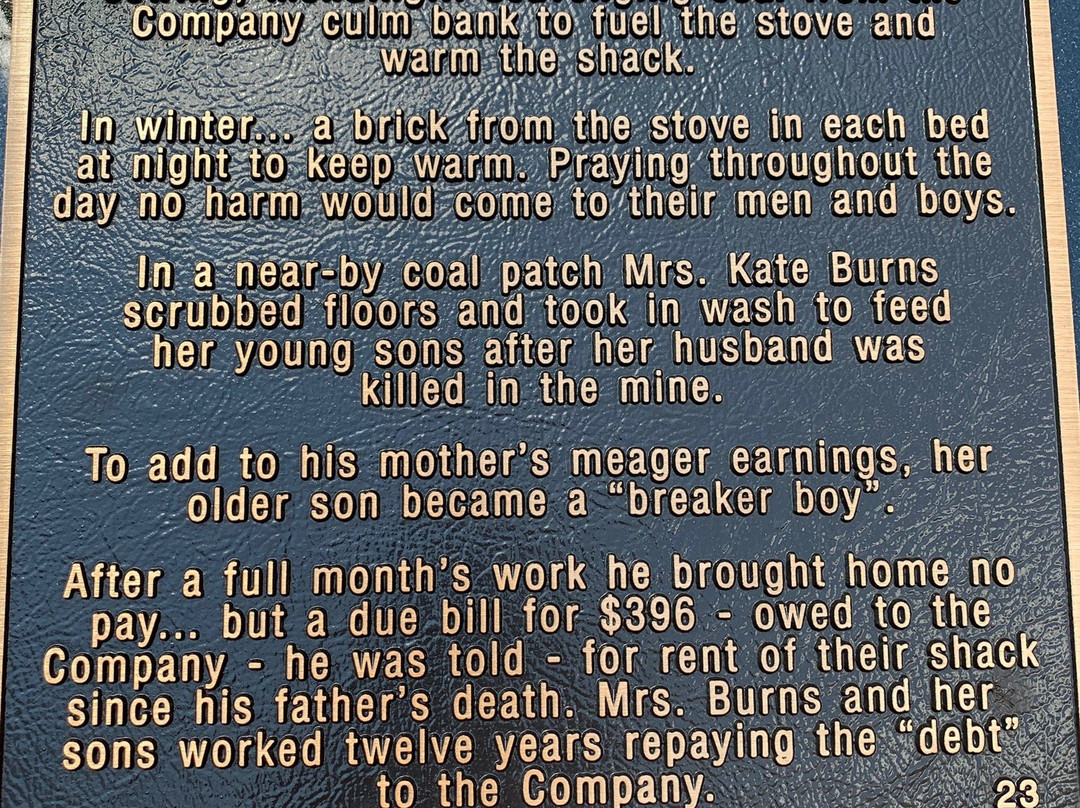 Company culm bank to fuel the stove and
warm the shack.
In winter... a brick from the stove in each bed
at night to keep warm. Praying throughout the
day no harm would come to their men and boys.
In a near-by coal patch Mrs. Kate Burns
scrubbed floors and took in wash to feed
her young sons after her husband was
killed in the mine.
To add to his mother's meager earnings, her
older son became a “breaker boy”.
After a full month's work he brought home no
pay... but a due bill for $396 - owed to the
Company - he was told - for rent of their shack
since his father's death. Mrs. Burns and her
sons worked twelve years repaying the “debt”
to the Company.
23